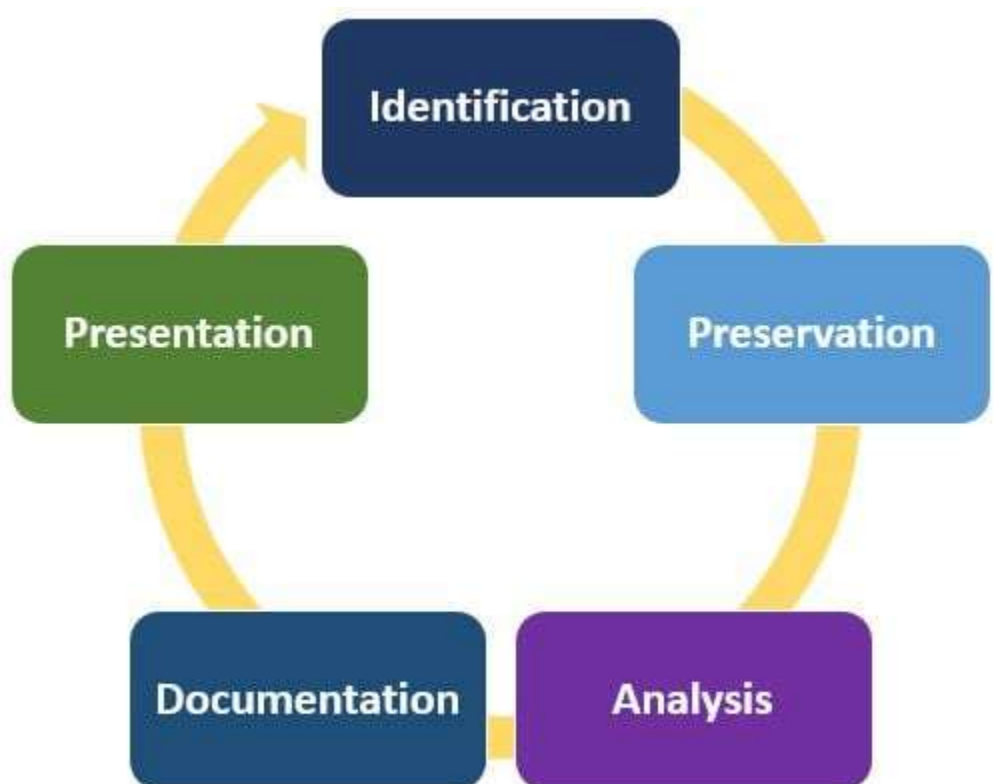 Identification
Preservation
Analysis
Documentation
Presentation